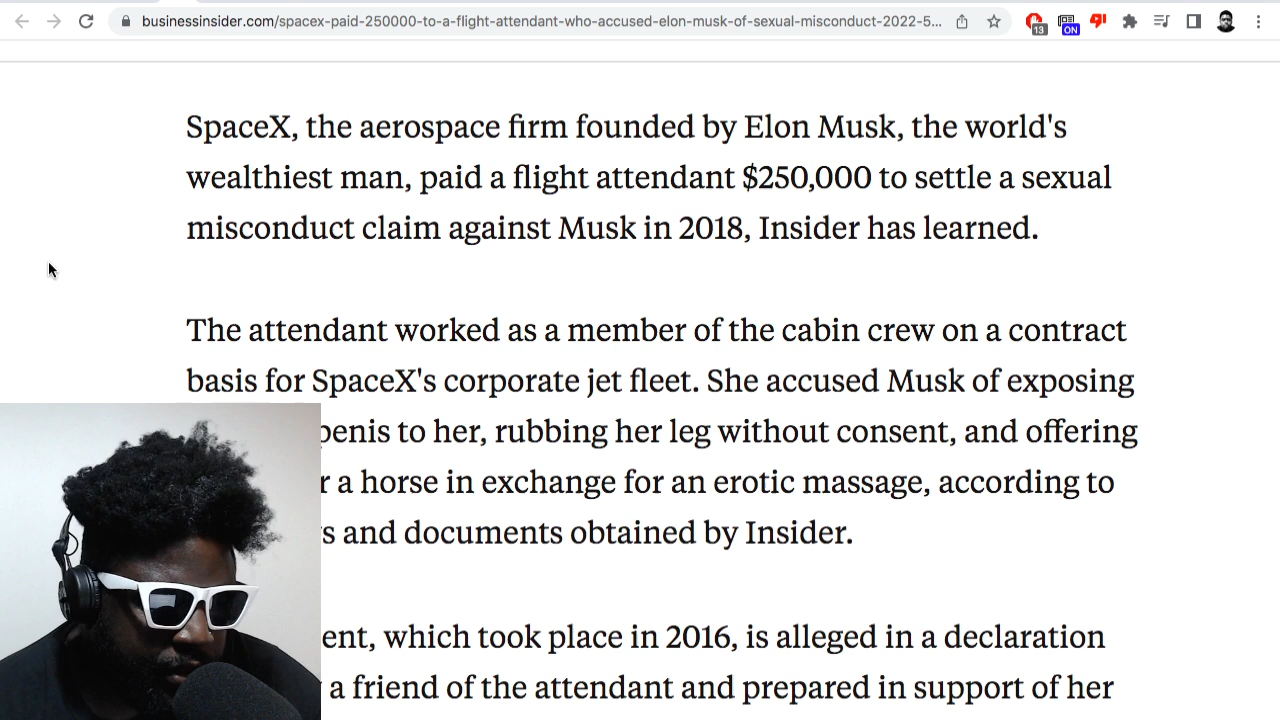 businessinsider.com/spacex-paid-250000-to-a-flight-attendant-who-accused-elon-musk-of-sexual-misconduct-2022-5...
13
ON
SpaceX, the aerospace firm founded by Elon Musk, the world's
wealthiest man, paid a flight attendant $250,000 to settle a sexual
misconduct claim against Musk in 2018, Insider has learned.
The attendant worked as a member of the cabin crew on a contract
basis for SpaceX's corporate jet fleet. She accused Musk of exposing
penis to her, rubbing her leg without consent, and offering
r a horse in exchange for an erotic massage, according to
s and documents obtained by Insider.
ent, which took place in 2016, is alleged in a declaration
a friend of the attendant and prepared in support of her